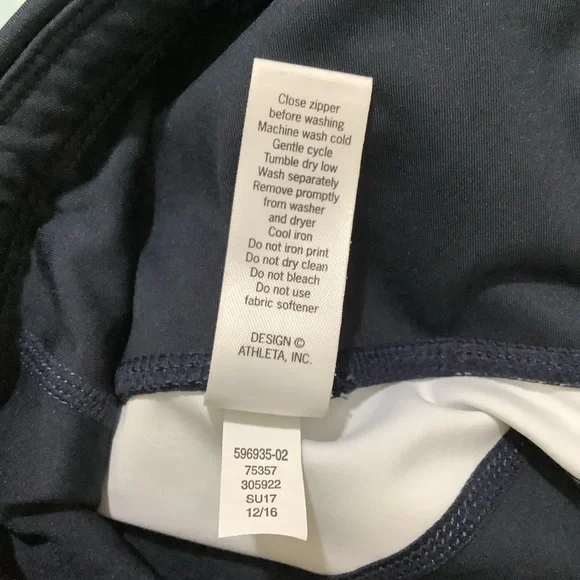 Close zipper
before washing
Machine wash cold
Gentle cycle
Tumble dry low
Wash separately
Remove promptly
from washer
and dryer
Cool iron
Do not iron print
Do not dry clean
Do not bleach
Do not use
fabric softener
DESIGN ©
ATHLETA, INC.
596935-02
75357
305922
SU17
12/16